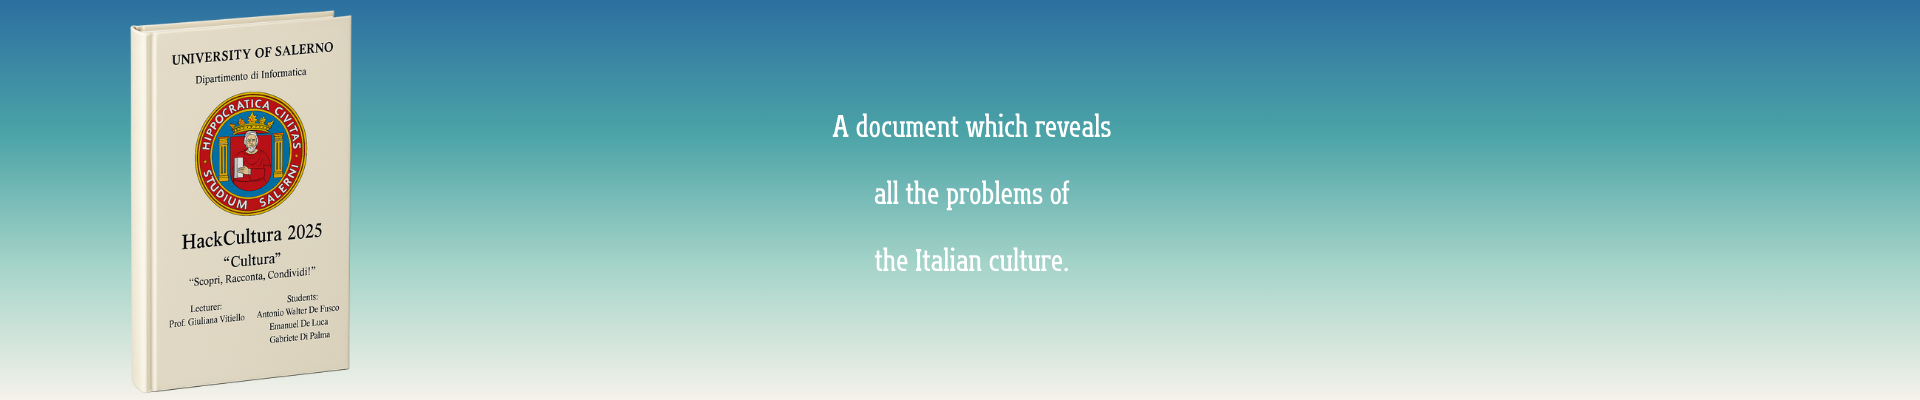 UNIVERSITY OF SALERNO
Dipartimento di Informatica
HIPPOCRATICA CIVITAS
STUDIUM SALERNI
HackCultura 2025
“Cultura”
“Scopri, Racconta, Condividi!”
Lecturer:
Prof. Giuliana Vitiello
Students:
Antonio Walter De Fusco
Emanuel De Luca
Gabriele Di Palma
A document which reveals
all the problems of
the Italian culture.